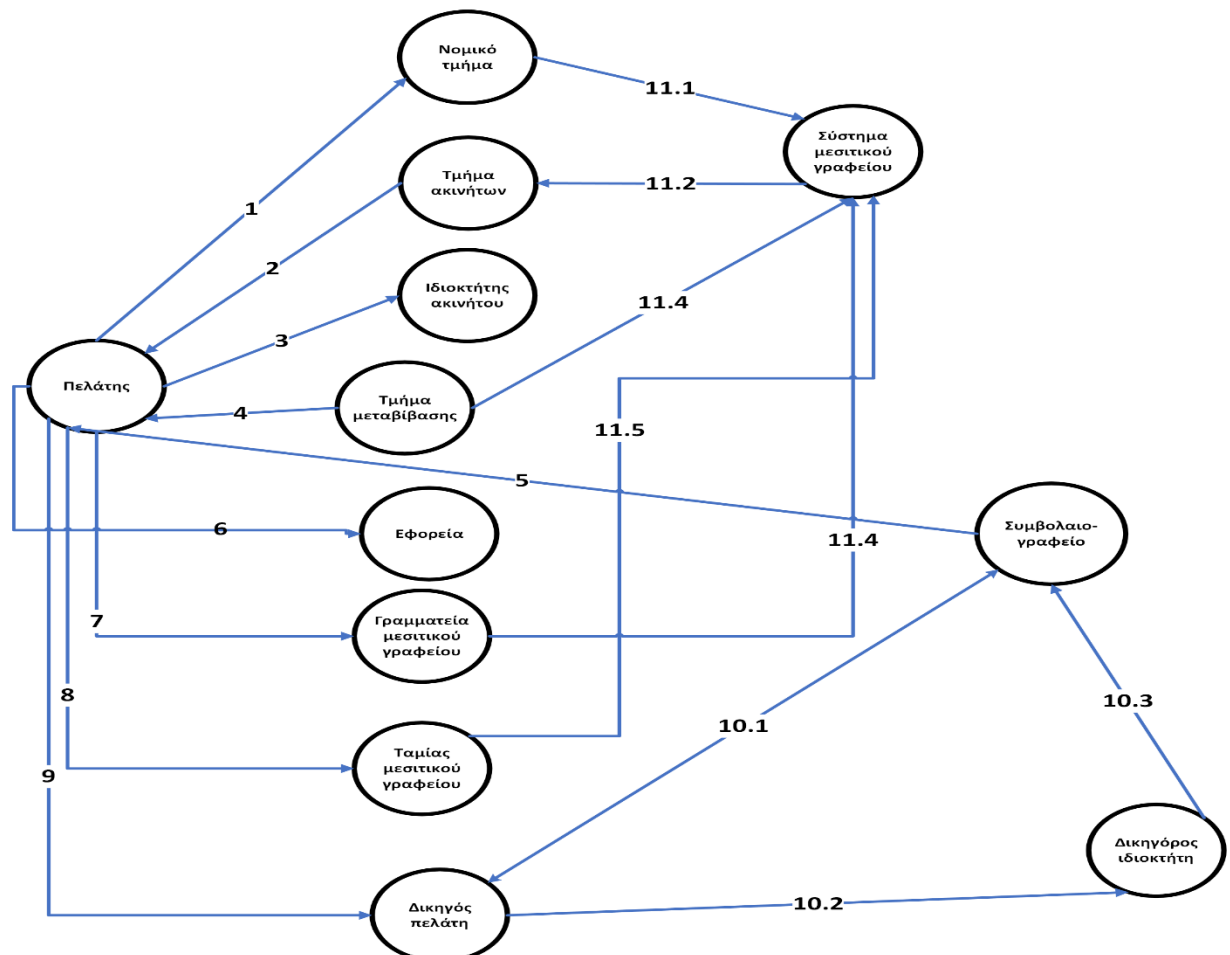 Νομικό
τμήμα
11.1
Σύστημα
μεσιτικού
γραφείου
Τμήμα
ακινήτων
11.2
1
2
Ιδιοκτήτης
ακινήτου
11.4
3
Πελάτης
Τμήμα
μεταβίβασης
4
11.5
5
6
Εφορεία
11.4
Συμβολαιο-
γραφείο
7
Γραμματεία
μεσιτικού
γραφείου
8
10.1
10.3
9
Ταμίας
μεσιτικού
γραφείου
Δικηγόρος
ιδιοκτήτη
10.2
Δικηγός
πελάτη